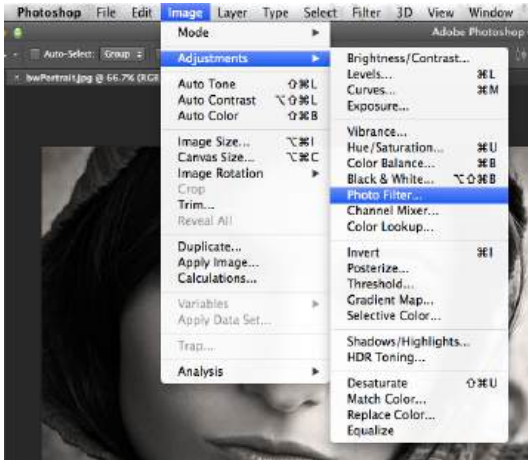 Photoshop File Edit Image Layer Type Select Filter 3D View Window
Adobe Photoshop
Auto-Select: Group
× bwPortrait.jpg @ 66.7% (RGB
Mode ▶
Adjustments ▶
Auto Tone ⇧⌘L
Auto Contrast ⌥⇧⌘L
Auto Color ⇧⌘B
Image Size... ⌥⌘I
Canvas Size... ⌥⌘C
Image Rotation ▶
Crop
Trim...
Reveal All
Duplicate...
Apply Image...
Calculations...
Variables ▶
Apply Data Set...
Trap...
Analysis ▶
Brightness/Contrast...
Levels... ⌘L
Curves... ⌘M
Exposure...
Vibrance...
Hue/Saturation... ⌘U
Color Balance... ⌘B
Black & White... ⌥⇧⌘B
Photo Filter...
Channel Mixer...
Color Lookup...
Invert ⌘I
Posterize...
Threshold...
Gradient Map...
Selective Color...
Shadows/Highlights...
HDR Toning...
Desaturate ⇧⌘U
Match Color...
Replace Color...
Equalize